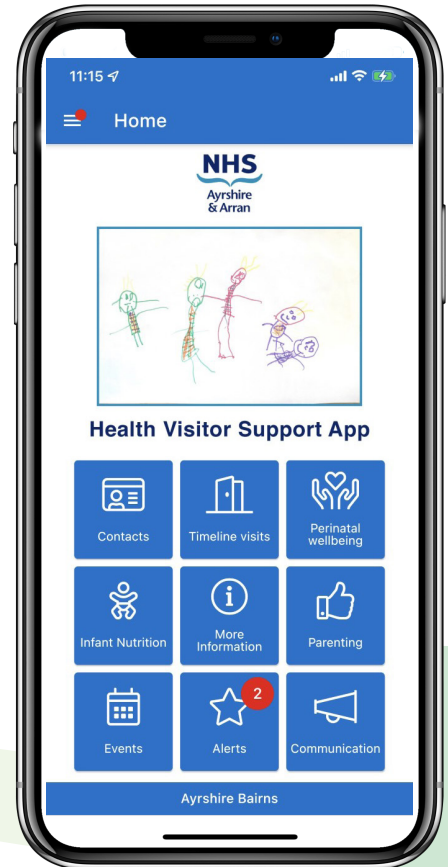 11:15
Home
NHS
Ayrshire
& Arran
Health Visitor Support App
Contacts
Timeline visits
Perinatal
wellbeing
Infant Nutrition
i
More
Information
Parenting
Events
2
Alerts
Communication
Ayrshire Bairns